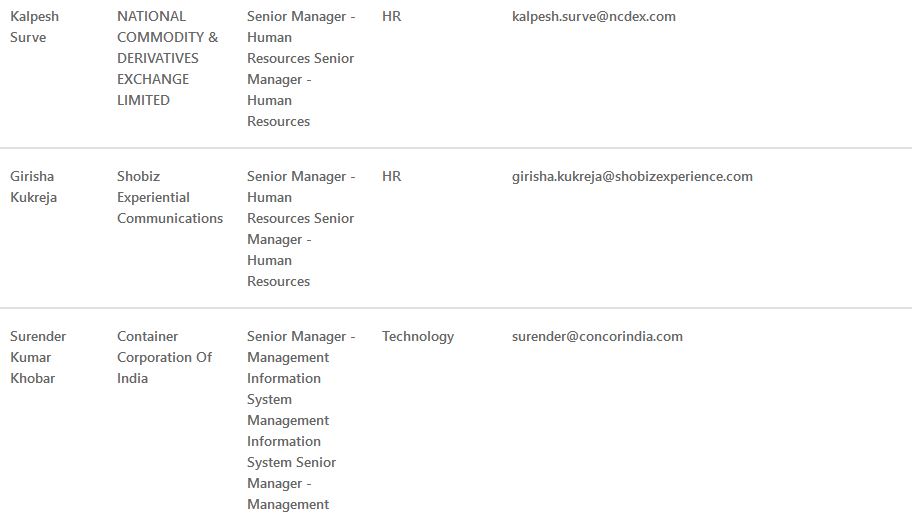 Kalpesh Surve
NATIONAL COMMODITY & DERIVATIVES EXCHANGE LIMITED
Senior Manager - Human Resources Senior Manager - Human Resources
HR
kalpesh.surve@ncdex.com
Girisha Kukreja
Shobiz Experiential Communications
Senior Manager - Human Resources Senior Manager - Human Resources
HR
girisha.kukreja@shobizexperience.com
Surender Kumar Khobar
Container Corporation Of India
Senior Manager - Management Information System Management Information System Senior Manager - Management
Technology
surender@concorindia.com